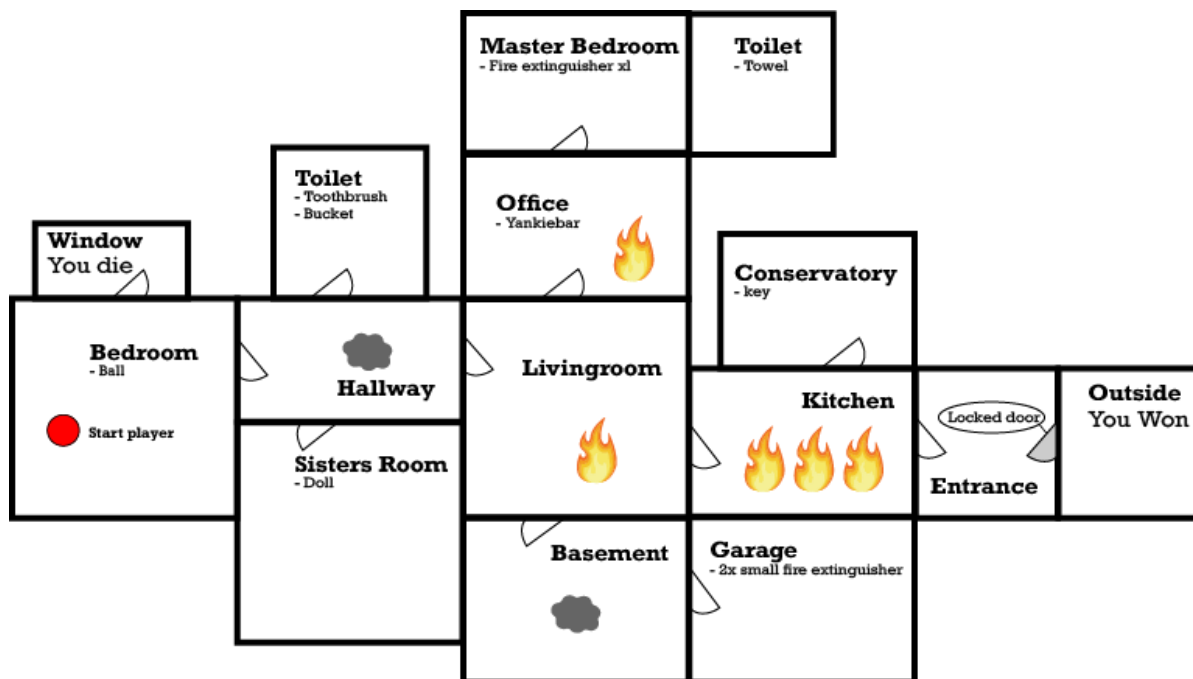 Master Bedroom
- Fire extinguisher xl
Toilet
- Towel
Toilet
- Toothbrush
- Bucket
Office
- Yankiebar
Window
You die
Conservatory
- key
Bedroom
- Ball
Start player
Hallway
Livingroom
Kitchen
Locked door
Entrance
Outside
You Won
Sisters Room
- Doll
Basement
Garage
- 2x small fire extinguisher